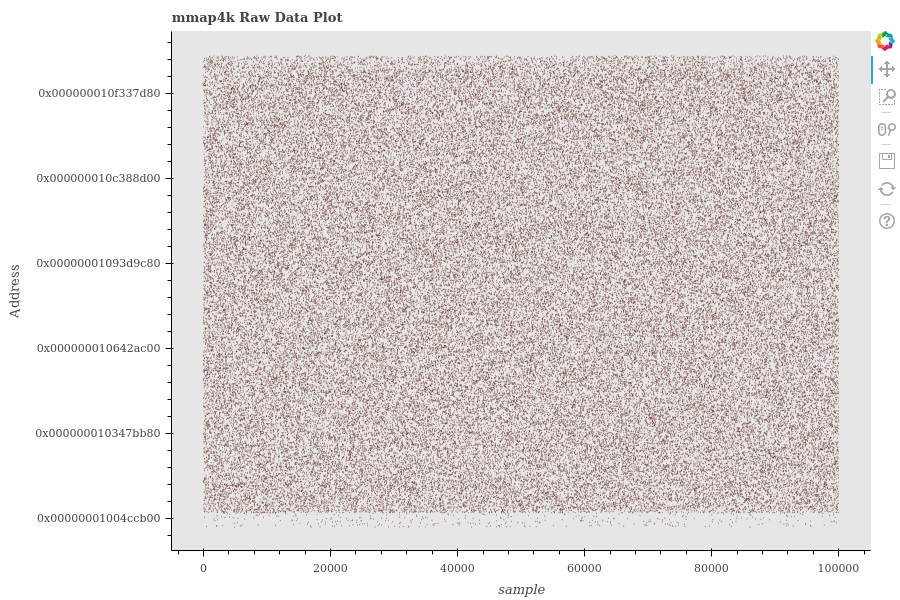 mmap4k Raw Data Plot
Address
0x000000010f337d80
0x000000010c388d00
0x00000001093d9c80
0x000000010642ac00
0x000000010347bb80
0x00000001004ccb00
0 20000 40000 60000 80000 100000
sample